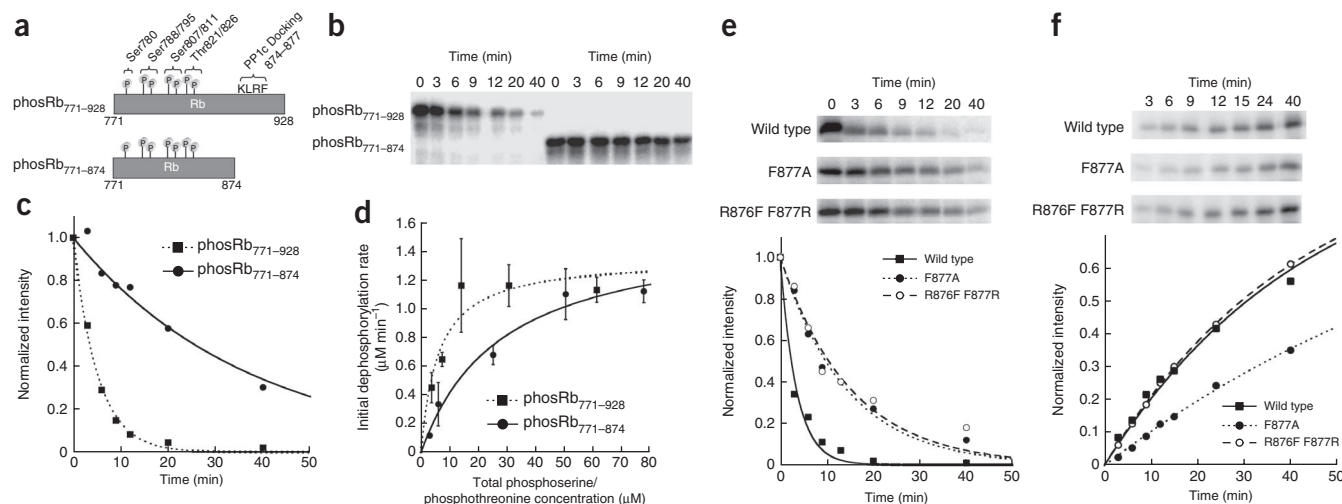 a
Ser780
Ser788/795
Ser807/811
Thr821/826
PP1c Docking
874–877
P P P P P P P
KLRF
phosRb771–928
Rb
771 928
P P P P P P P
phosRb771–874
Rb
771 874
b
Time (min) Time (min)
0 3 6 9 12 20 40 0 3 6 9 12 20 40
phosRb771–928
phosRb771–874
c
Normalized intensity
1.0
0.8
0.6
0.4
0.2
0
phosRb771–928
phosRb771–874
0 10 20 30 40 50
Time (min)
d
Initial dephosphorylation rate
(μM min−1)
1.6
1.4
1.2
1.0
0.8
0.6
0.4
0.2
0
phosRb771–928
phosRb771–874
0 10 20 30 40 50 60 70 80
Total phosphoserine/
phosphothreonine concentration (μM)
e
Time (min)
0 3 6 9 12 20 40
Wild type
F877A
R876F F877R
Normalized intensity
1.0
0.8
0.6
0.4
0.2
0
Wild type
F877A
R876F F877R
0 10 20 30 40 50
Time (min)
f
Time (min)
3 6 9 12 15 24 40
Wild type
F877A
R876F F877R
Normalized intensity
0.7
0.6
0.5
0.4
0.3
0.2
0.1
0
Wild type
F877A
R876F F877R
0 10 20 30 40 50
Time (min)